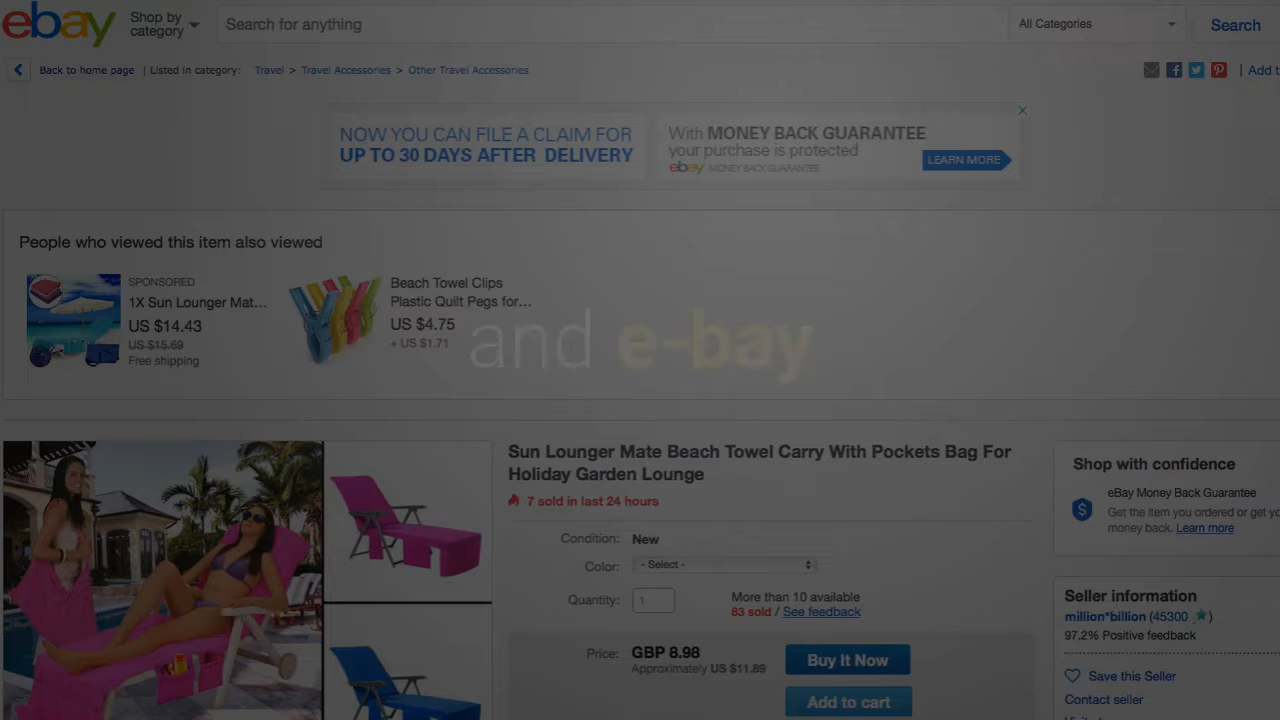 ebay
Shop by
category
Search for anything
All Categories
Search
Back to home page | Listed in category: Travel > Travel Accessories > Other Travel Accessories
| Add t
NOW YOU CAN FILE A CLAIM FOR
UP TO 30 DAYS AFTER DELIVERY
With MONEY BACK GUARANTEE
your purchase is protected
ebay MONEY BACK GUARANTEE
LEARN MORE
People who viewed this item also viewed
SPONSORED
1X Sun Lounger Mat...
US $14.43
US $15.69
Free shipping
Beach Towel Clips
Plastic Quilt Pegs for...
US $4.75
+ US $1.71
and e-bay
Sun Lounger Mate Beach Towel Carry With Pockets Bag For
Holiday Garden Lounge
7 sold in last 24 hours
Condition: New
Color: - Select -
Quantity: 1
More than 10 available
83 sold / See feedback
Price: GBP 8.98
Approximately US $11.89
Buy It Now
Add to cart
Shop with confidence
eBay Money Back Guarantee
Get the item you ordered or get yo
money back. Learn more
Seller information
million*billion (45300 )
97.2% Positive feedback
Save this Seller
Contact seller